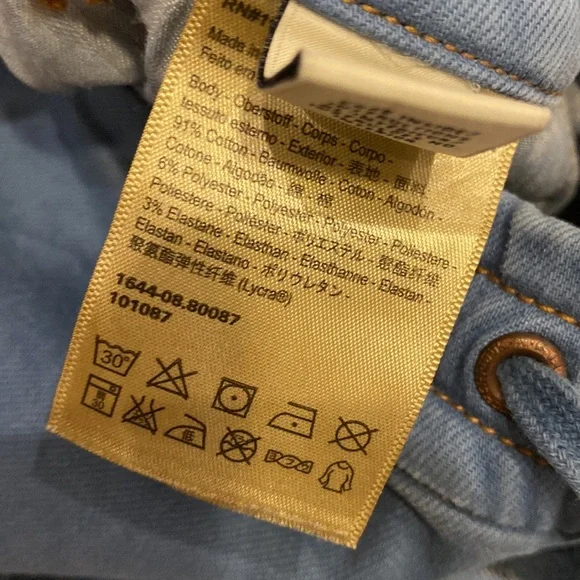 RN#1
Made in
Feito em
Body - Oberstoff - Corps - Corpo -
tessuto esterno - Exterior - 表地 - 面料
91% Cotton - Baumwolle - Coton - Algodon -
Cotone - Algodão - 綿 - 棉
6% Polyester - Polyester - Polyester - Polyester -
Poliestere - Poliéster - ポリエステル - 聚酯纤维
3% Elastane - Elasthan - Elasthanne - Elastan -
Elastan - Elastano - ポリウレタン -
聚氨酯弹性纤维 (Lycra®)
1644-08.80087
101087
30°
30